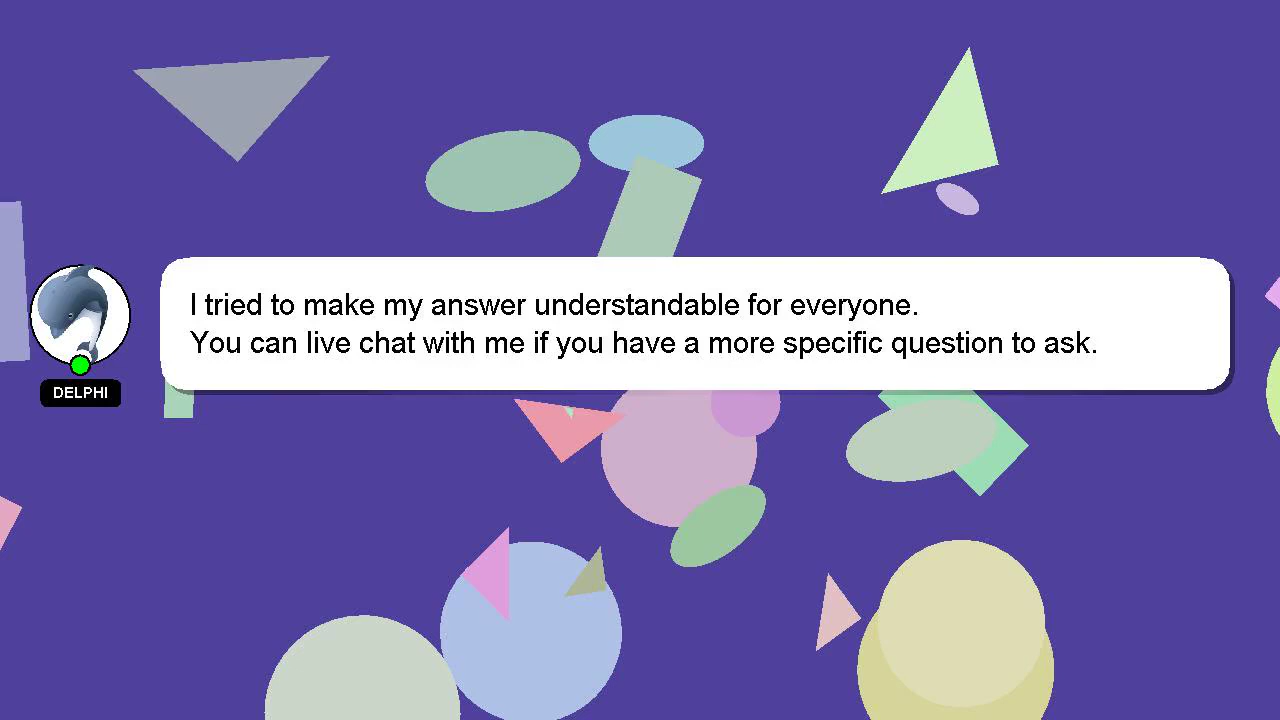 I tried to make my answer understandable for everyone.
You can live chat with me if you have a more specific question to ask.
DELPHI